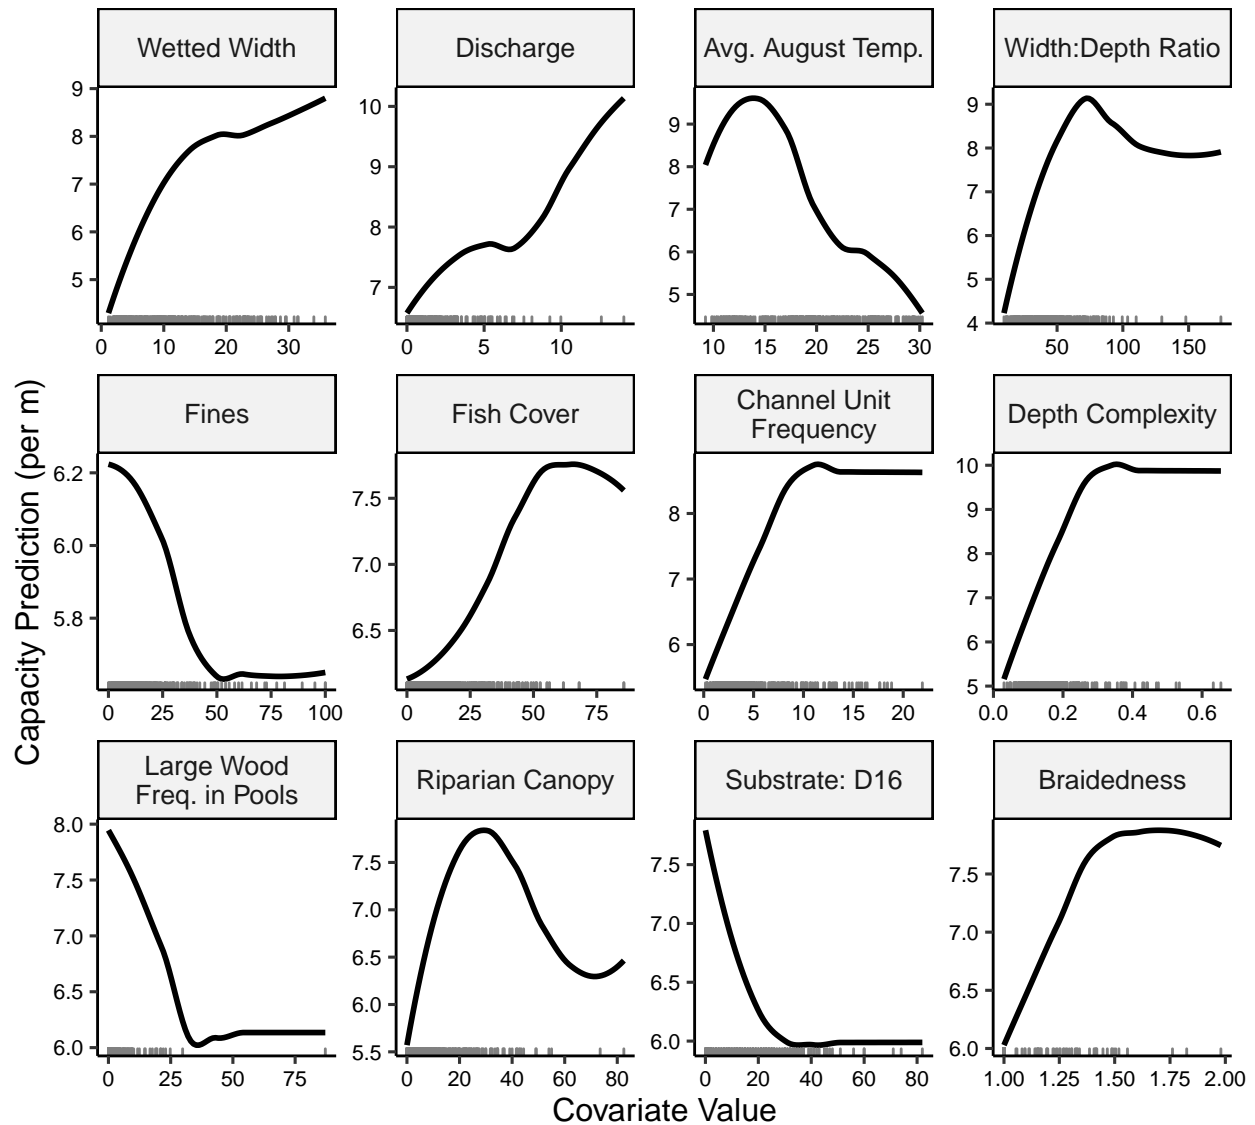 Wetted Width
Discharge
Avg. August Temp.
Width:Depth Ratio
9
8
7
6
5
0 10 20 30
10
9
8
7
0 5 10
9
8
7
6
5
10 15 20 25 30
9
8
7
6
5
4
50 100 150
Capacity Prediction (per m)
Fines
Fish Cover
Channel Unit
Frequency
Depth Complexity
6.2
6.0
5.8
0 25 50 75 100
7.5
7.0
6.5
0 25 50 75
8
7
6
0 5 10 15 20
10
9
8
7
6
5
0.0 0.2 0.4 0.6
Large Wood
Freq. in Pools
Riparian Canopy
Substrate: D16
Braidedness
8.0
7.5
7.0
6.5
6.0
0 25 50 75
7.5
7.0
6.5
6.0
5.5
0 20 40 60 80
7.5
7.0
6.5
6.0
0 20 40 60 80
7.5
7.0
6.5
6.0
1.00 1.25 1.50 1.75 2.00
Covariate Value